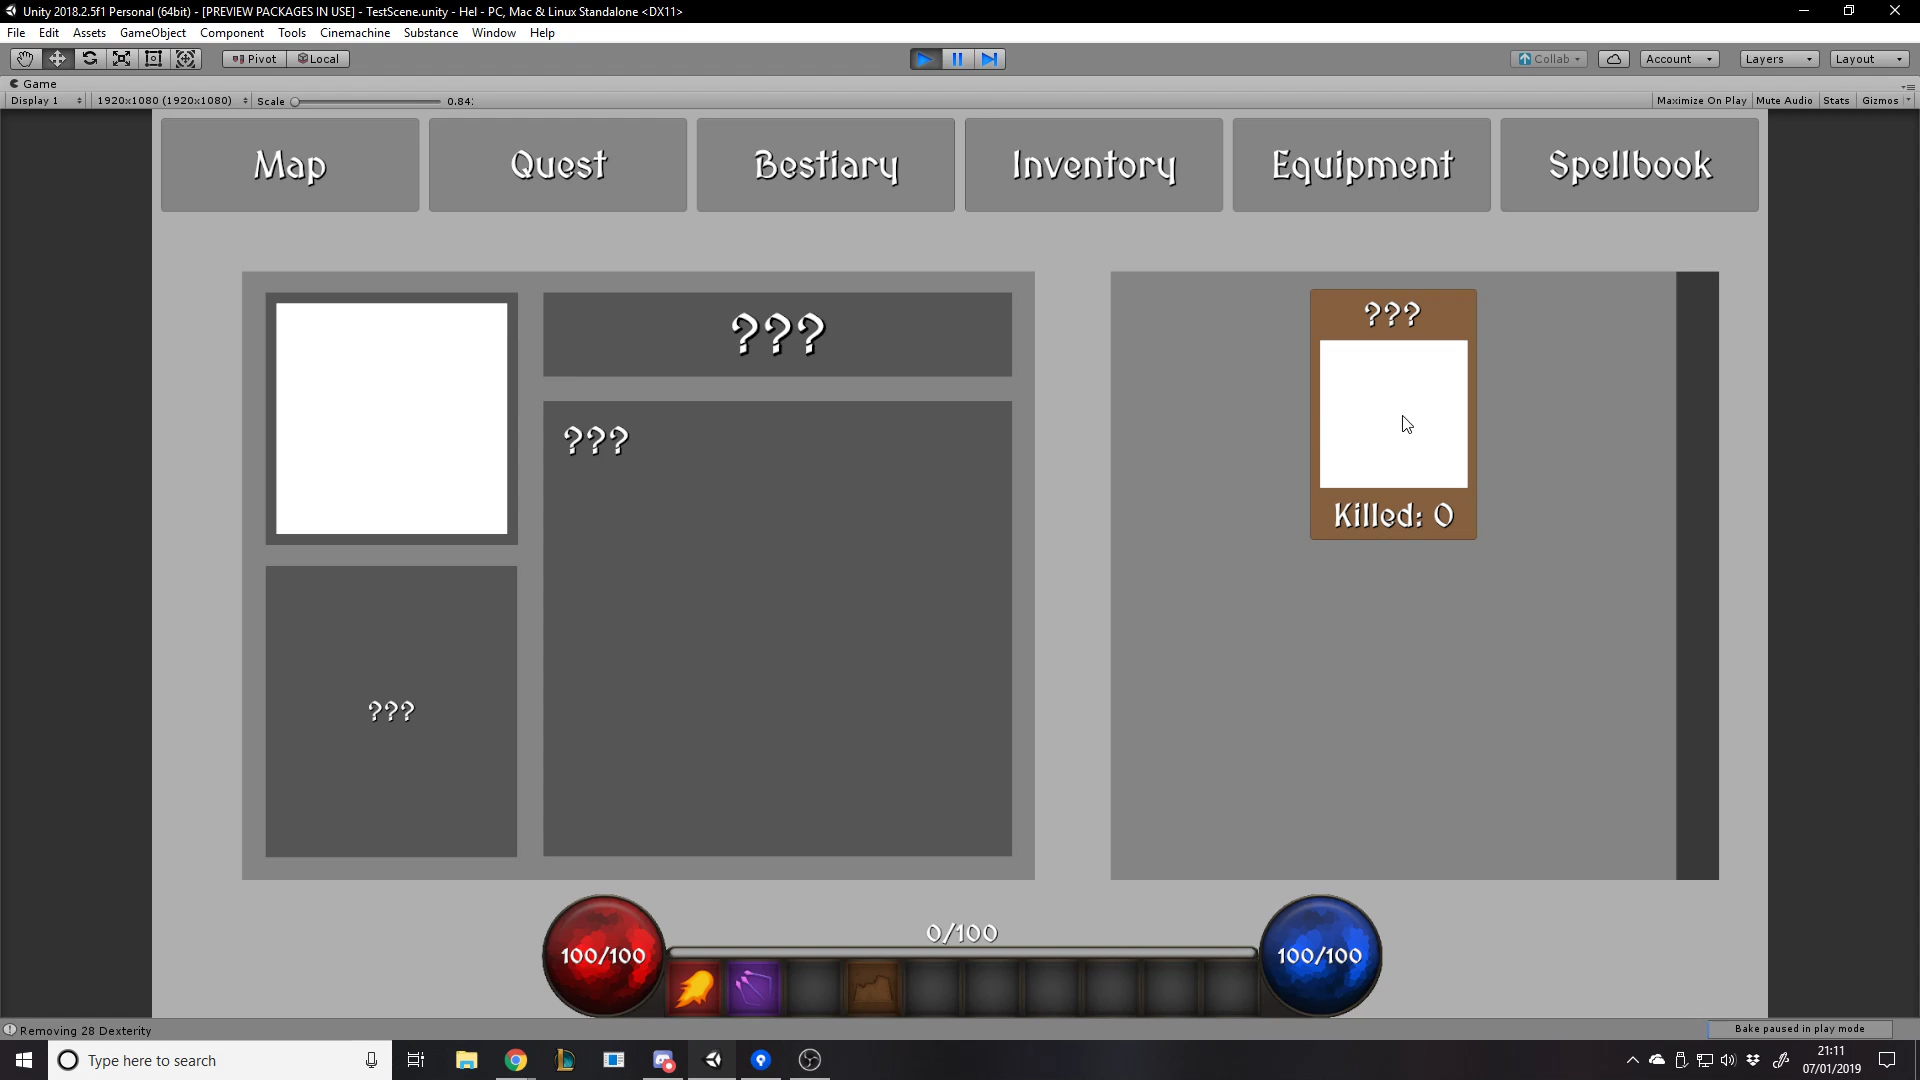 Unity 2018.2.5f1 Personal (64bit) - [PREVIEW PACKAGES IN USE] - TestScene.unity - Hel - PC, Mac & Linux Standalone <DX11>
File Edit Assets GameObject Component Tools Cinemachine Substance Window Help
Pivot Local Collab Account Layers Layout
Game
Display 1 1920x1080 (1920x1080) Scale 0.84: Maximize On Play Mute Audio Stats Gizmos
Map Quest Bestiary Inventory Equipment Spellbook
???
???
???
???
Killed: 0
???
0/100
100/100
100/100
Removing 28 Dexterity
Bake paused in play mode
Type here to search
21:11
07/01/2019